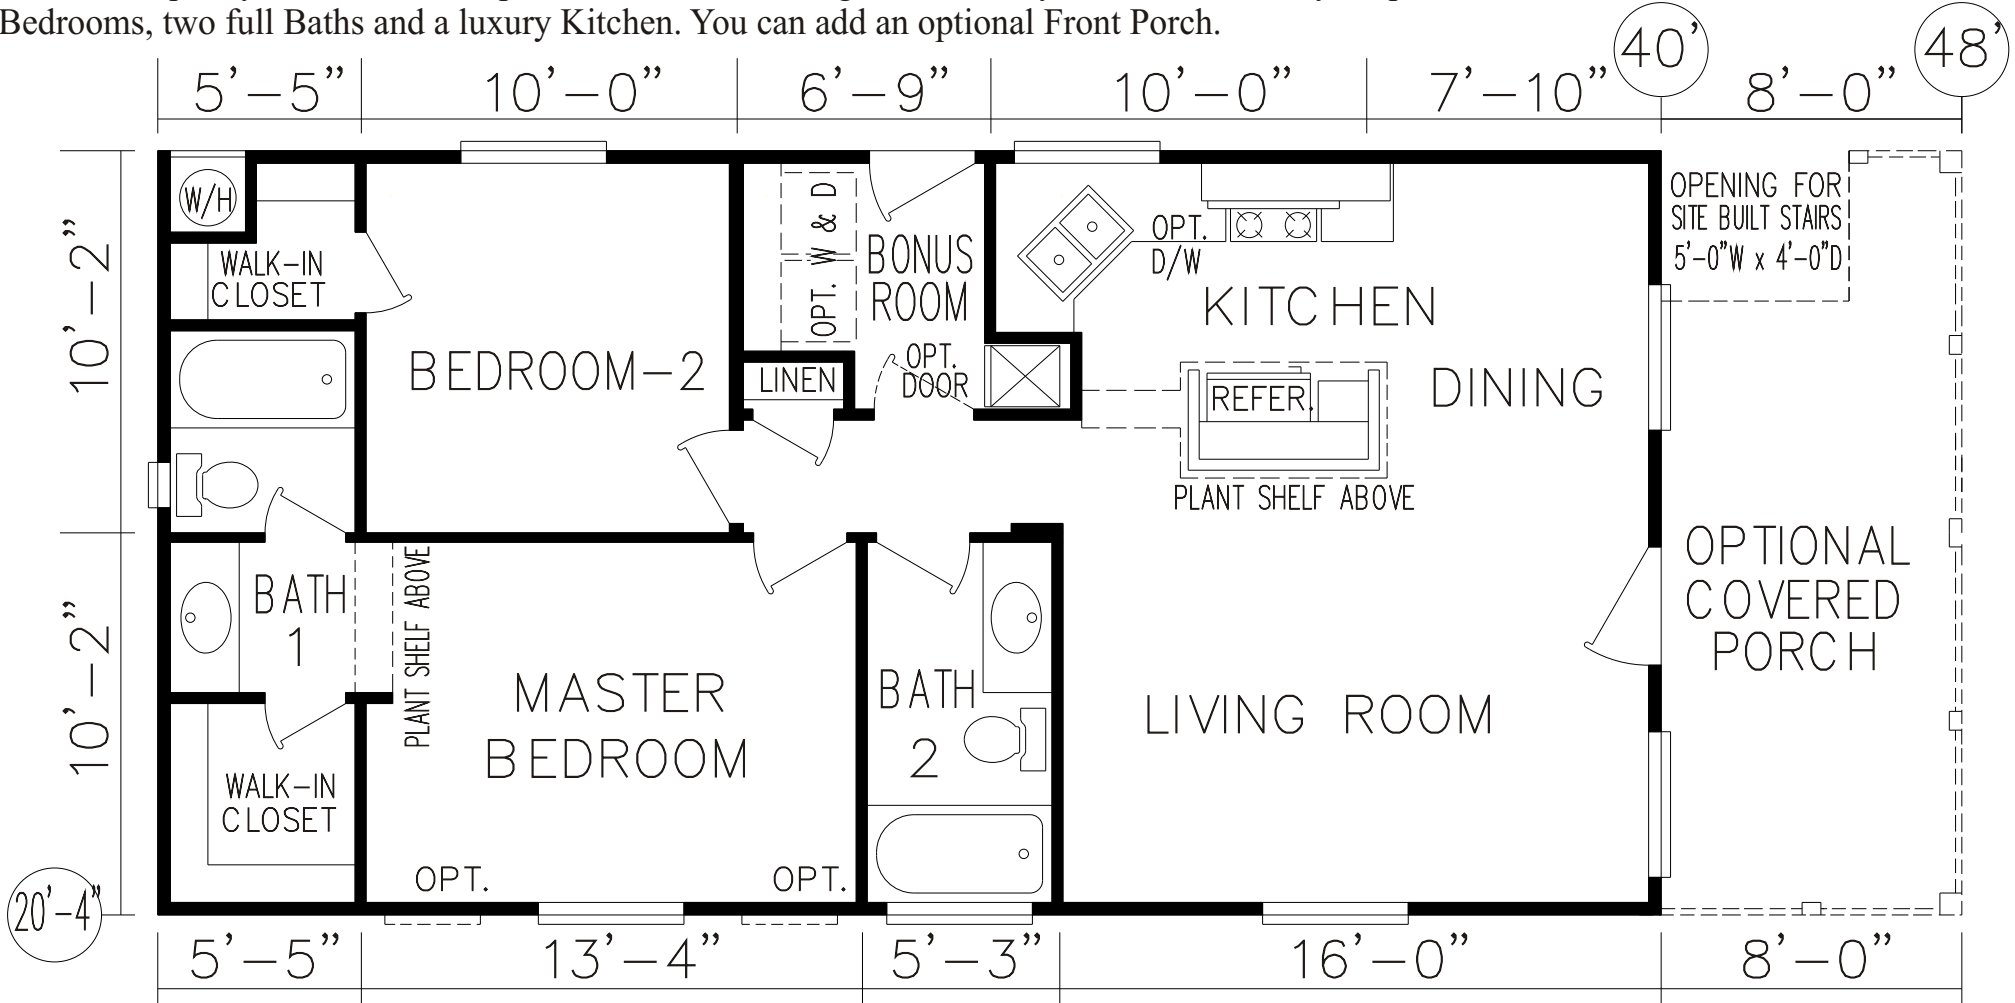 Bedrooms, two full Baths and a luxury Kitchen. You can add an optional Front Porch.
40'
48'
5'-5"
10'-0"
6'-9"
10'-0"
7'-10"
8'-0"
W/H
WALK-IN
CLOSET
10'-2"
BEDROOM-2
OPT. W & D
BONUS
ROOM
OPT.
DOOR
LINEN
OPT.
D/W
KITCHEN
REFER.
DINING
PLANT SHELF ABOVE
OPENING FOR
SITE BUILT STAIRS
5'-0"W x 4'-0"D
OPTIONAL
COVERED
PORCH
10'-2"
BATH
1
PLANT SHELF ABOVE
MASTER
BEDROOM
BATH
2
LIVING ROOM
WALK-IN
CLOSET
OPT.
OPT.
20'-4"
5'-5"
13'-4"
5'-3"
16'-0"
8'-0"